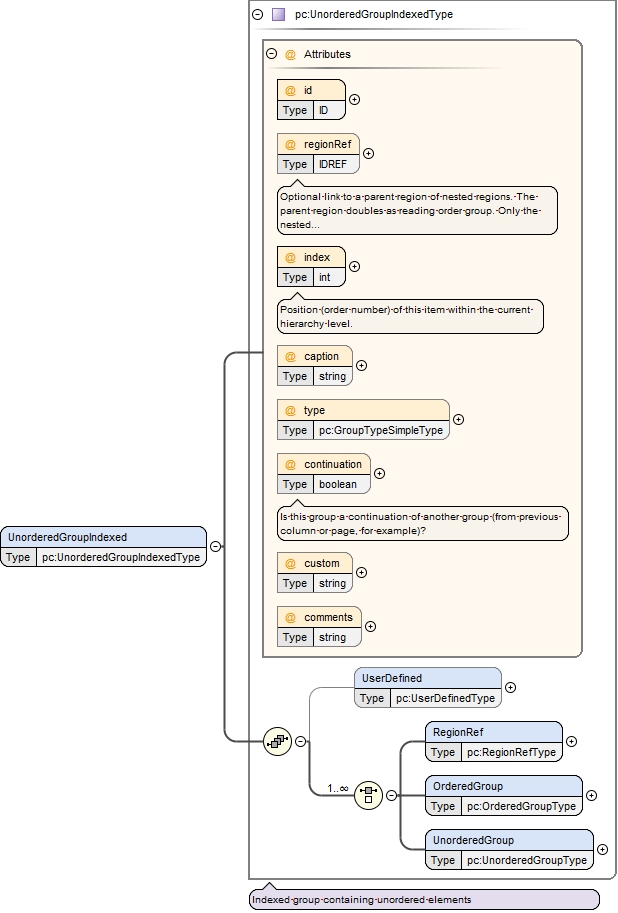 pc:UnorderedGroupIndexedType
@ Attributes
@ id
Type ID
@ regionRef
Type IDREF
Optional·link·to·a·parent·region·of·nested·regions.·The·
parent·region·doubles·as·reading·order·group.·Only·the·
nested...
@ index
Type int
Position·(order·number)·of·this·item·within·the·current·
hierarchy·level.
@ caption
Type string
@ type
Type pc:GroupTypeSimpleType
@ continuation
Type boolean
Is·this·group·a·continuation·of·another·group·(from·previous·
column·or·page,·for·example)?
@ custom
Type string
@ comments
Type string
UnorderedGroupIndexed
Type pc:UnorderedGroupIndexedType
UserDefined
Type pc:UserDefinedType
1..∞
RegionRef
Type pc:RegionRefType
OrderedGroup
Type pc:OrderedGroupType
UnorderedGroup
Type pc:UnorderedGroupType
Indexed·group·containing·unordered·elements